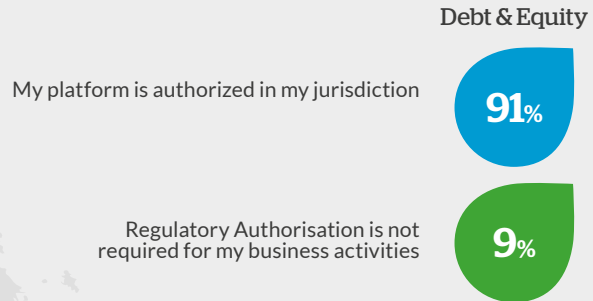 Debt & Equity
My platform is authorized in my jurisdiction
91%
Regulatory Authorisation is not
required for my business activities
9%